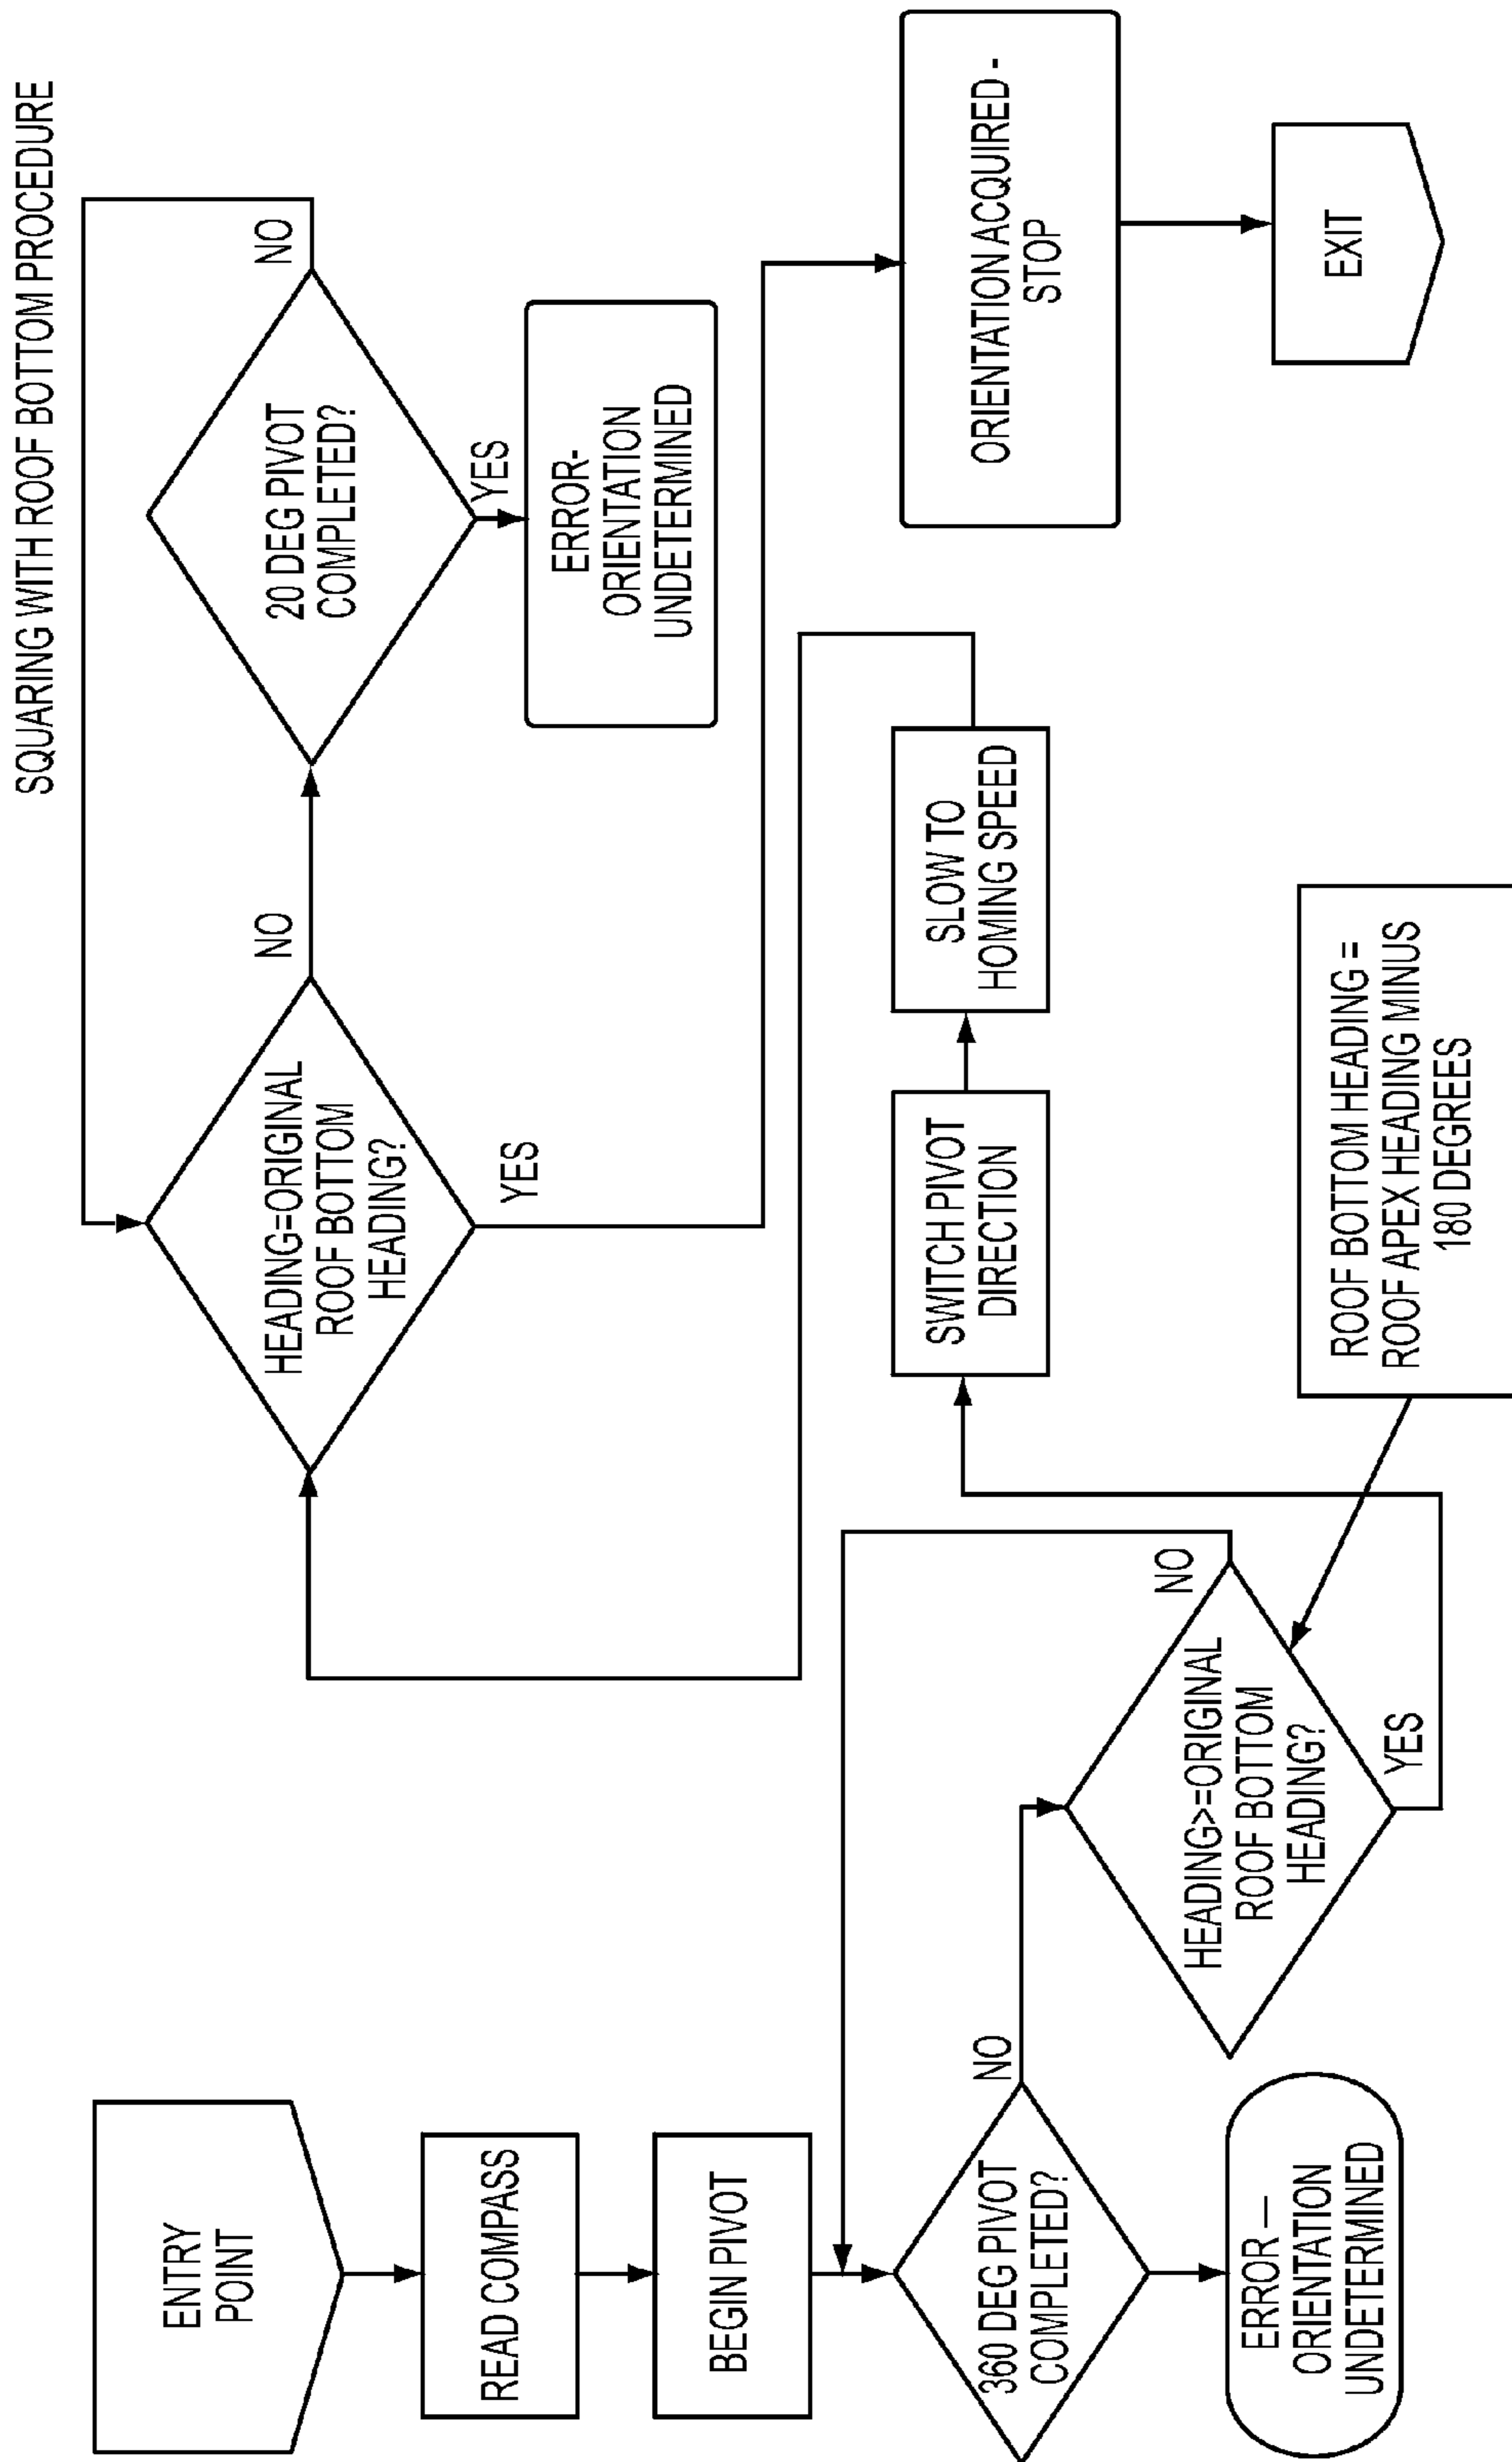 SQUARING WITH ROOF BOTTOM PROCEDURE
ENTRY
POINT
READ COMPASS
BEGIN PIVOT
360 DEG PIVOT
COMPLETED?
NO
ERROR—
ORIENTATION
UNDETERMINED
HEADING>=ORIGINAL
ROOF BOTTOM
HEADING?
NO
YES
ROOF BOTTOM HEADING =
ROOF APEX HEADING MINUS
180 DEGREES
SWITCH PIVOT
DIRECTION
SLOW TO
HOMING SPEED
HEADING=ORIGINAL
ROOF BOTTOM
HEADING?
NO
YES
20 DEG PIVOT
COMPLETED?
NO
YES
ERROR-
ORIENTATION
UNDETERMINED
ORIENTATION ACQUIRED-
STOP
EXIT